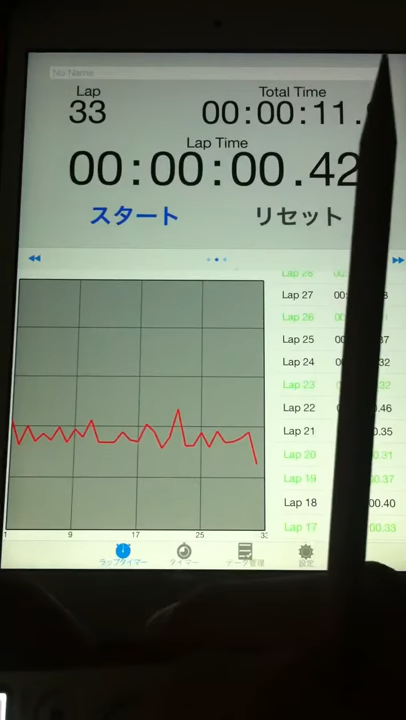 No Name
Lap
Total Time
33
00:00:11.
Lap Time
00:00:00.42
スタート
リセット
Lap 28
Lap 27
Lap 26
Lap 25
Lap 24
Lap 23
Lap 22 .46
Lap 21 0.35
Lap 20 0.31
Lap 19 0.37
Lap 18 00.40
Lap 17 00.33
1 9 17 25
ラップタイマー
タイマー
データ管理
設定